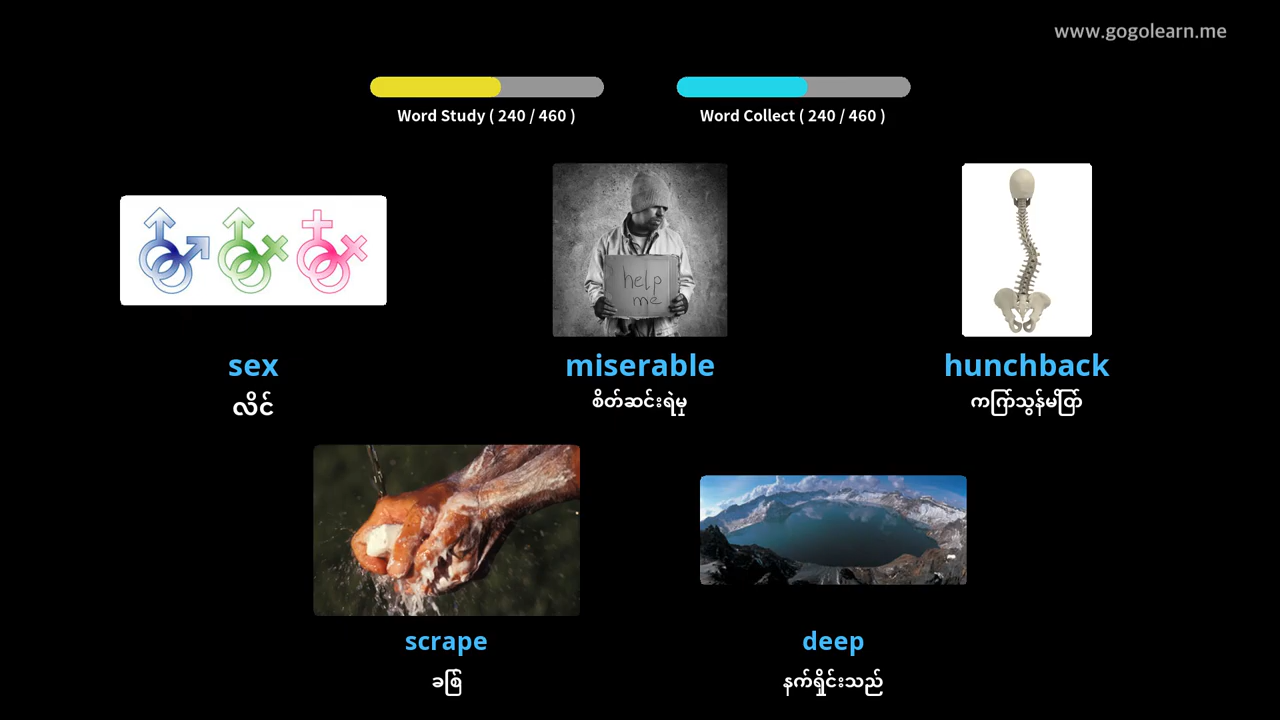 www.gogolearn.me
Word Study ( 240 / 460 )
Word Collect ( 240 / 460 )
help
me
sex
miserable
hunchback
လိင်
စိတ်ဆင်းရဲမှု
ကကြော်သွန်မကြော်
scrape
deep
ခြစ်
နက်ရှိုင်းသည်